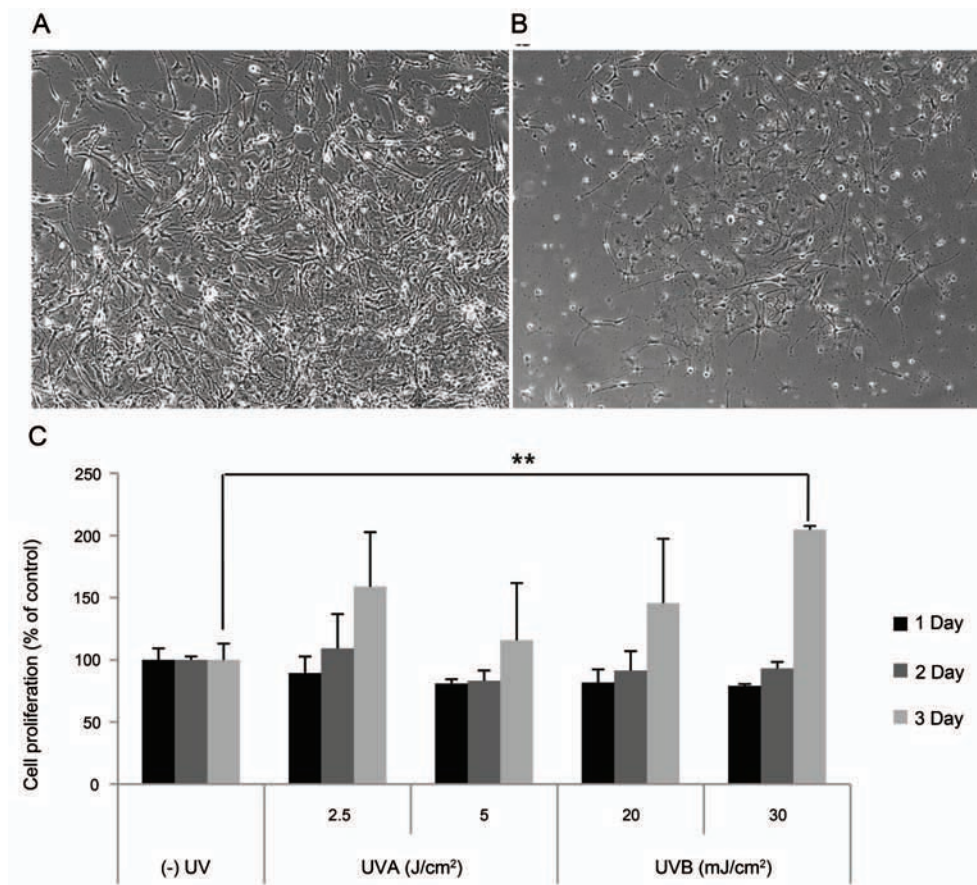 A
B
C
**
250
200
150
100
50
0
Cell proliferation (% of control)
1 Day
2 Day
3 Day
2.5 5 20 30
(-) UV UVA (J/cm²) UVB (mJ/cm²)